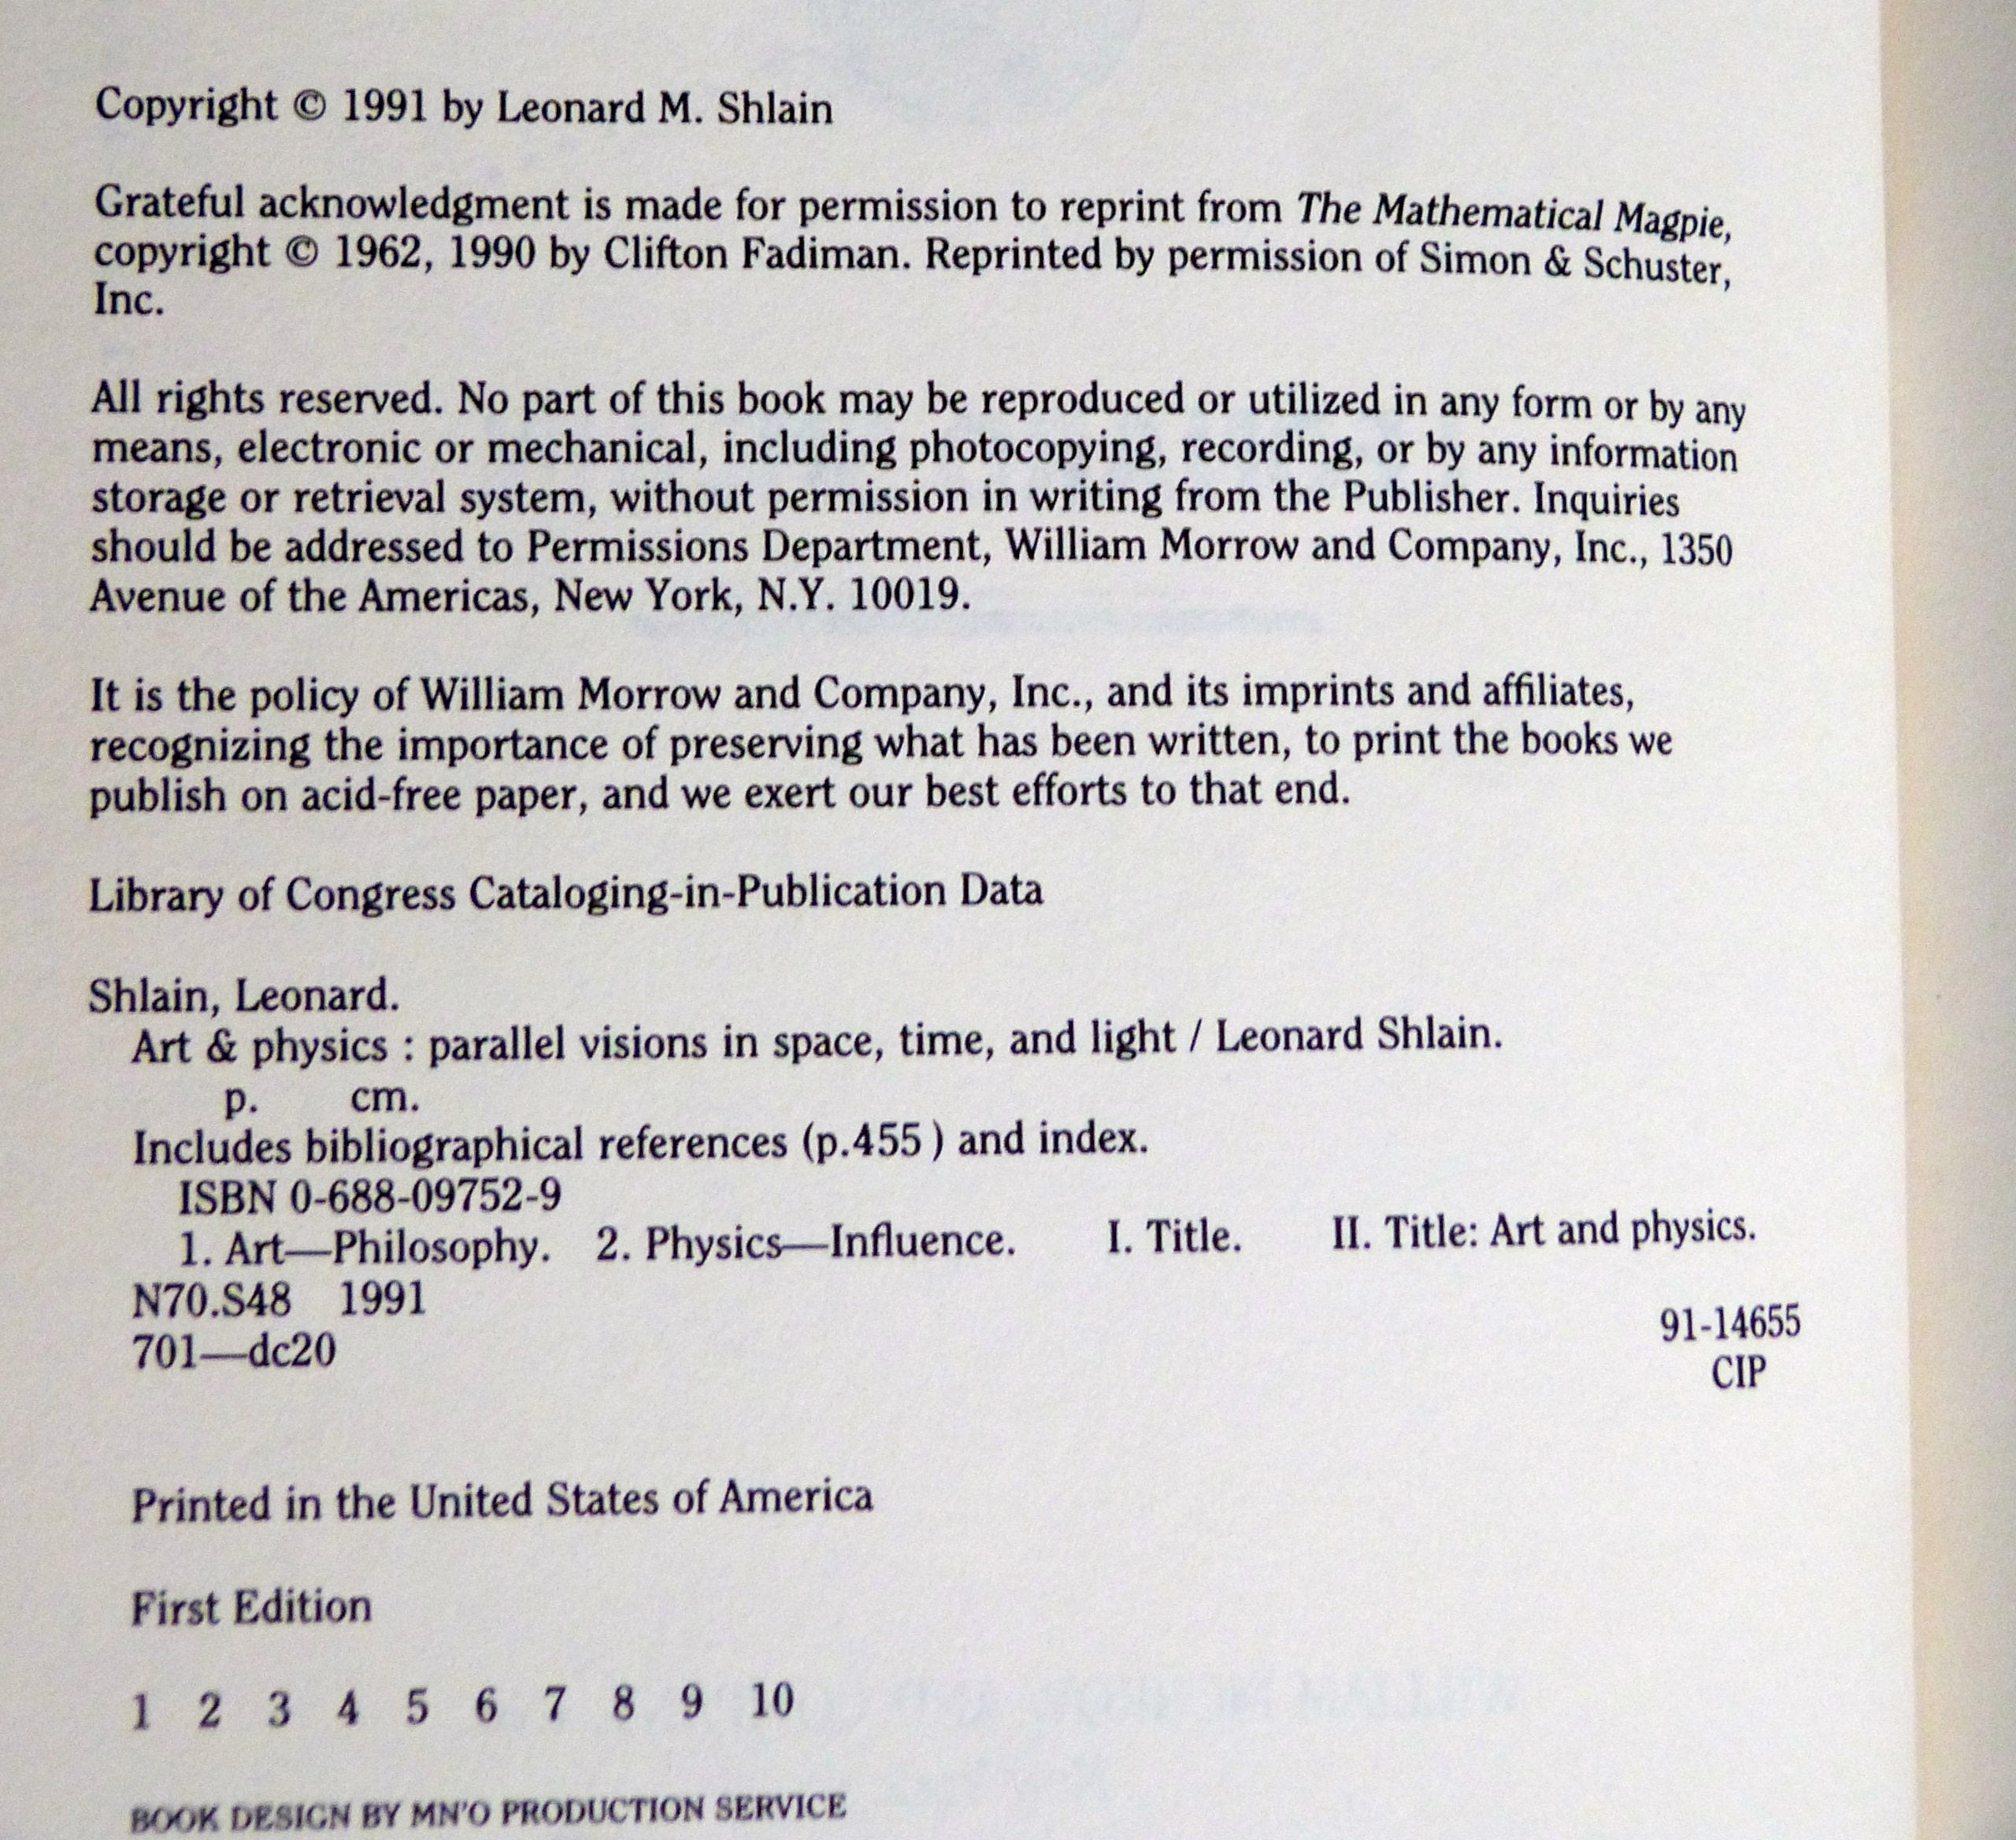 Copyright © 1991 by Leonard M. Shlain
Grateful acknowledgment is made for permission to reprint from The Mathematical Magpie,
copyright © 1962, 1990 by Clifton Fadiman. Reprinted by permission of Simon & Schuster,
Inc.
All rights reserved. No part of this book may be reproduced or utilized in any form or by any
means, electronic or mechanical, including photocopying, recording, or by any information
storage or retrieval system, without permission in writing from the Publisher. Inquiries
should be addressed to Permissions Department, William Morrow and Company, Inc., 1350
Avenue of the Americas, New York, N.Y. 10019.
It is the policy of William Morrow and Company, Inc., and its imprints and affiliates,
recognizing the importance of preserving what has been written, to print the books we
publish on acid-free paper, and we exert our best efforts to that end.
Library of Congress Cataloging-in-Publication Data
Shlain, Leonard.
Art & physics : parallel visions in space, time, and light / Leonard Shlain.
p. cm.
Includes bibliographical references (p.455 ) and index.
ISBN 0-688-09752-9
1. Art—Philosophy. 2. Physics—Influence. I. Title. II. Title: Art and physics.
N70.S48 1991
701—dc20
91-14655
CIP
Printed in the United States of America
First Edition
1 2 3 4 5 6 7 8 9 10
BOOK DESIGN BY MN'O PRODUCTION SERVICE